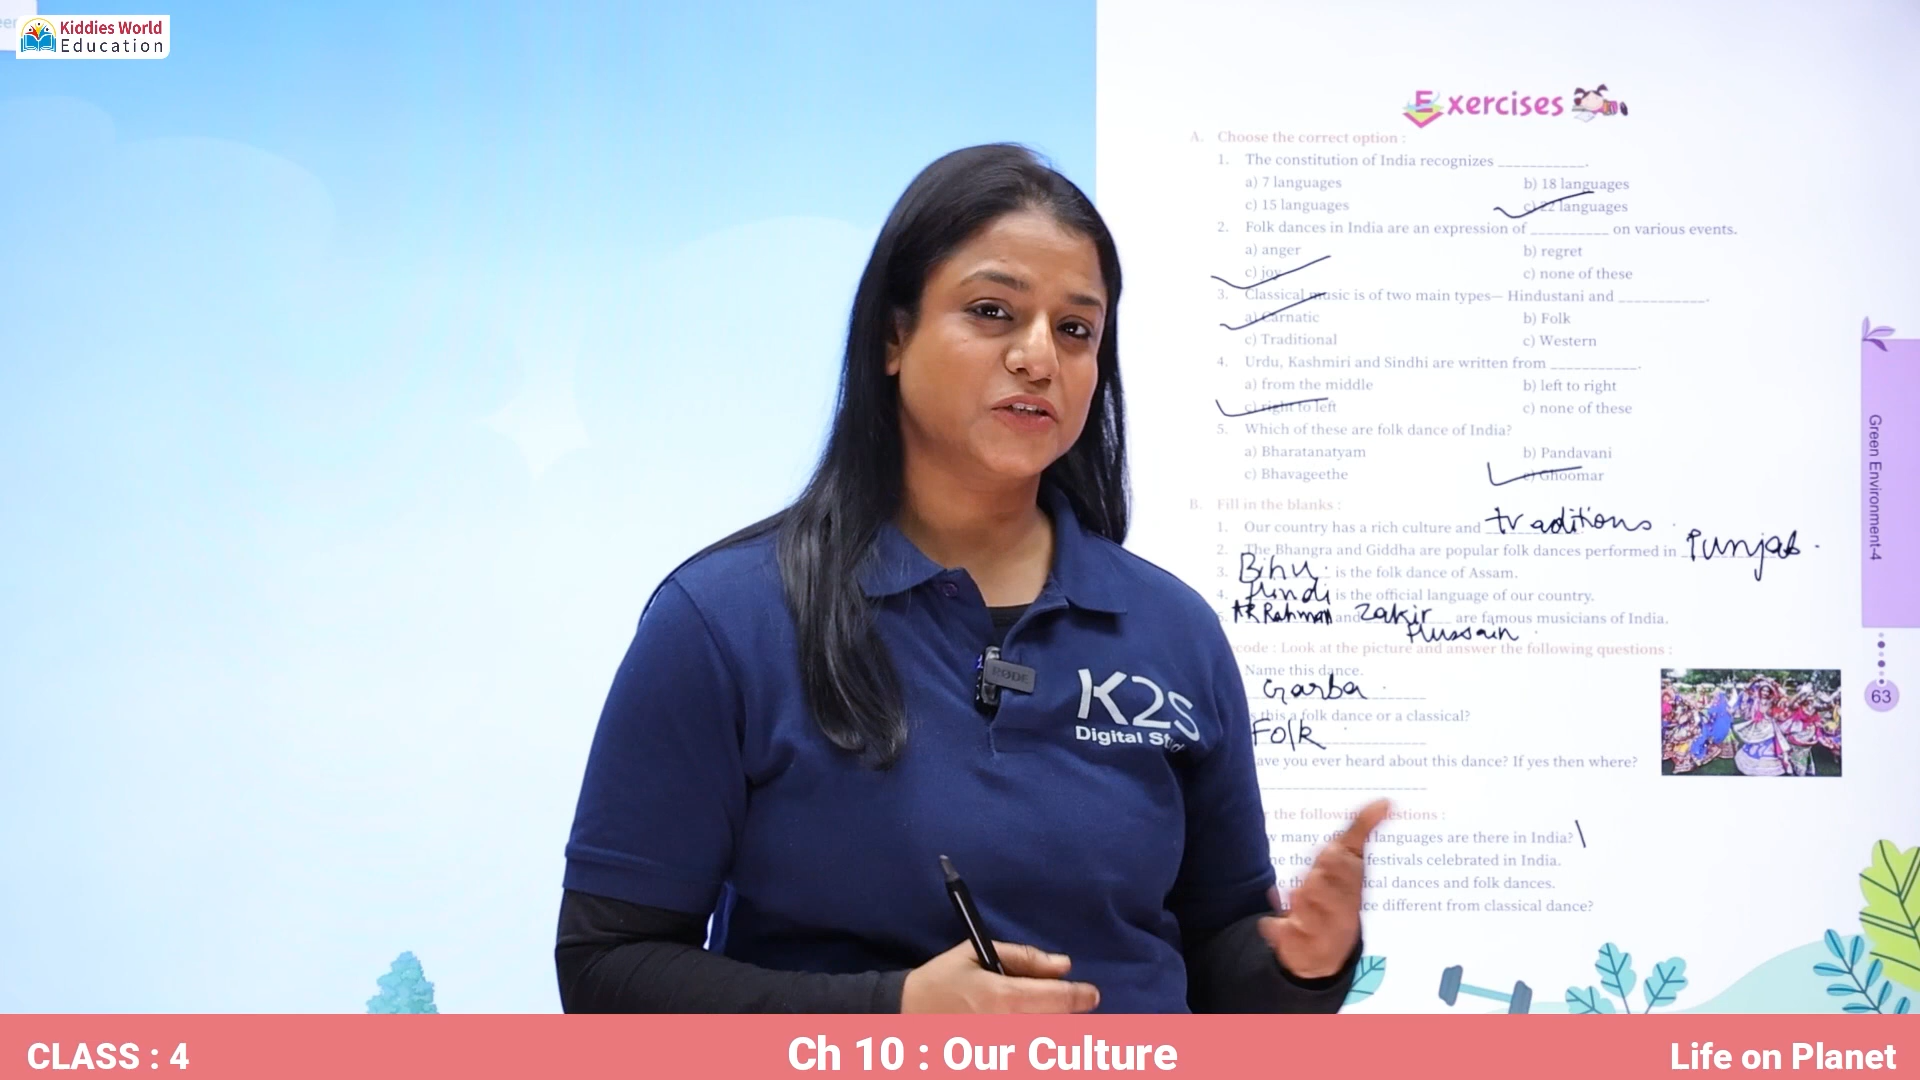 Kiddies World
Education
Exercises
A. Choose the correct option :
1. The constitution of India recognizes ___________.
a) 7 languages b) 18 languages
c) 15 languages c) 22 languages
2. Folk dances in India are an expression of __________ on various events.
a) anger b) regret
c) joy c) none of these
3. Classical music is of two main types— Hindustani and ___________.
a) Carnatic b) Folk
c) Traditional c) Western
4. Urdu, Kashmiri and Sindhi are written from ___________.
a) from the middle b) left to right
c) right to left c) none of these
5. Which of these are folk dance of India?
a) Bharatanatyam b) Pandavani
c) Bhavageethe c) Ghoomar
B. Fill in the blanks :
1. Our country has a rich culture and traditions.
2. The Bhangra and Giddha are popular folk dances performed in Punjab.
3. Bihu is the folk dance of Assam.
4. Hindi is the official language of our country.
5. AR Rahman and Zakir Hussain are famous musicians of India.
: Look at the picture and answer the following questions :
Name this dance.
Garba.
this a folk dance or a classical?
Folk.
you ever heard about this dance? If yes then where?
the following
many languages are there in India?
the festivals celebrated in India.
dances and folk dances.
different from classical dance?
Green Environment-4
63
RODE
K2S
Digital
CLASS : 4
Ch 10 : Our Culture
Life on Planet